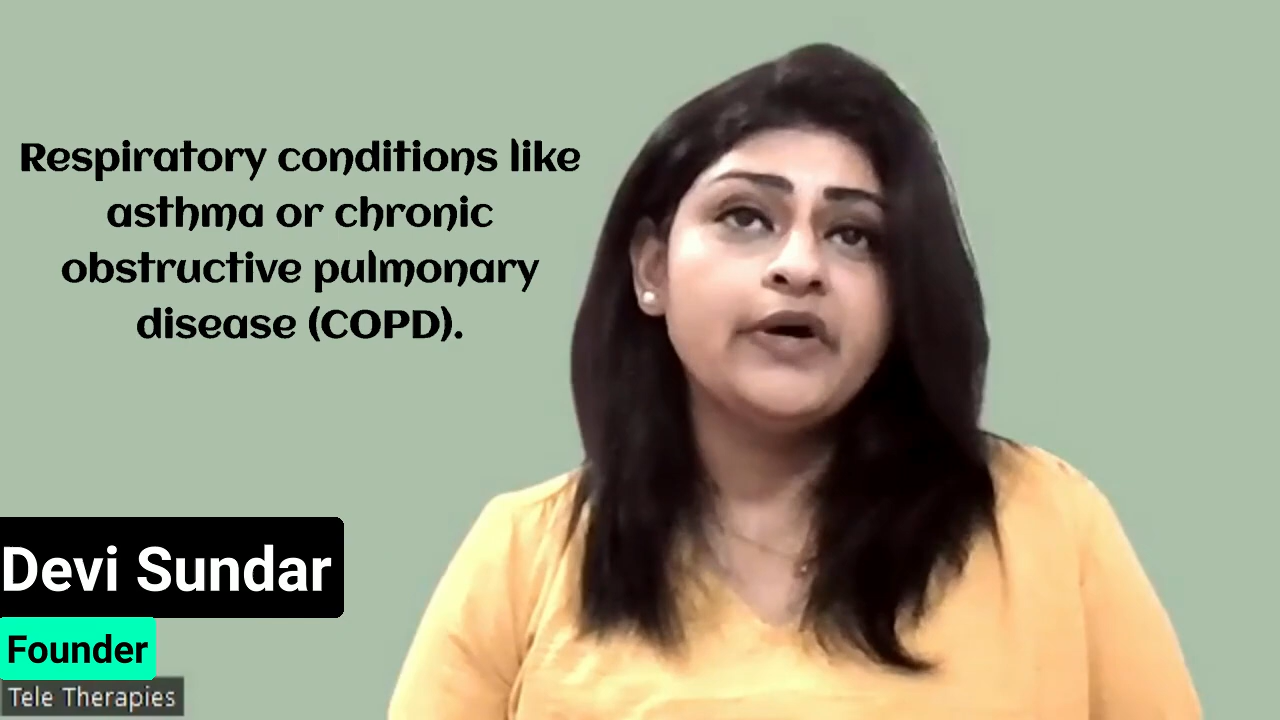 Respiratory conditions like
asthma or chronic
obstructive pulmonary
disease (COPD).
Devi Sundar
Founder
Tele Therapies